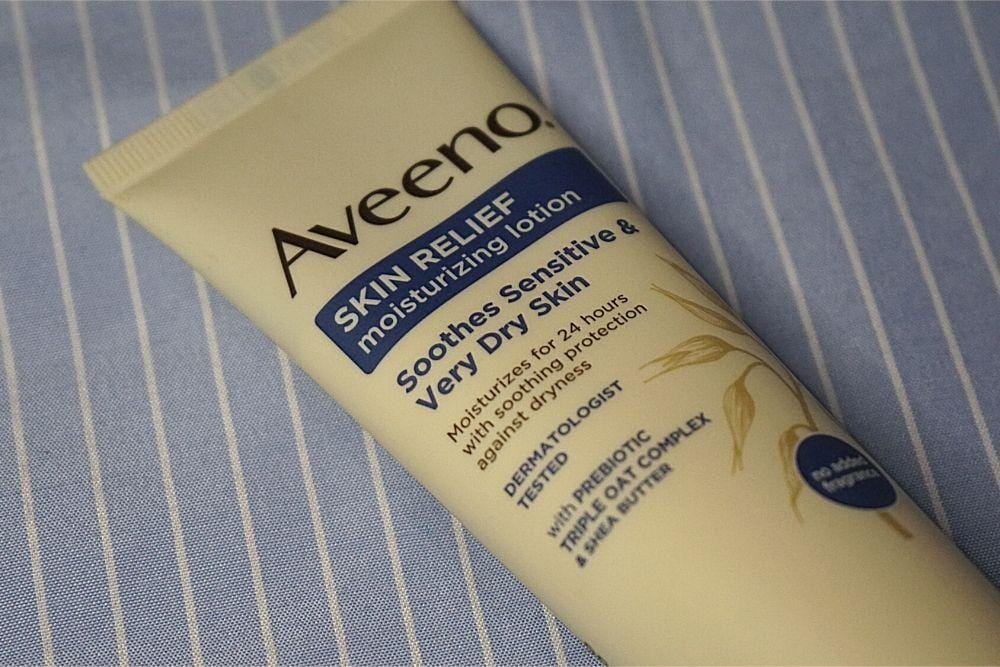 Aveeno.
SKIN RELIEF
moisturizing lotion
Soothes Sensitive &
Very Dry Skin
Moisturizes for 24 hours
with soothing protection
against dryness
DERMATOLOGIST
TESTED
with PREBIOTIC
TRIPLE OAT COMPLEX
& SHEA BUTTER
no added
fragrance